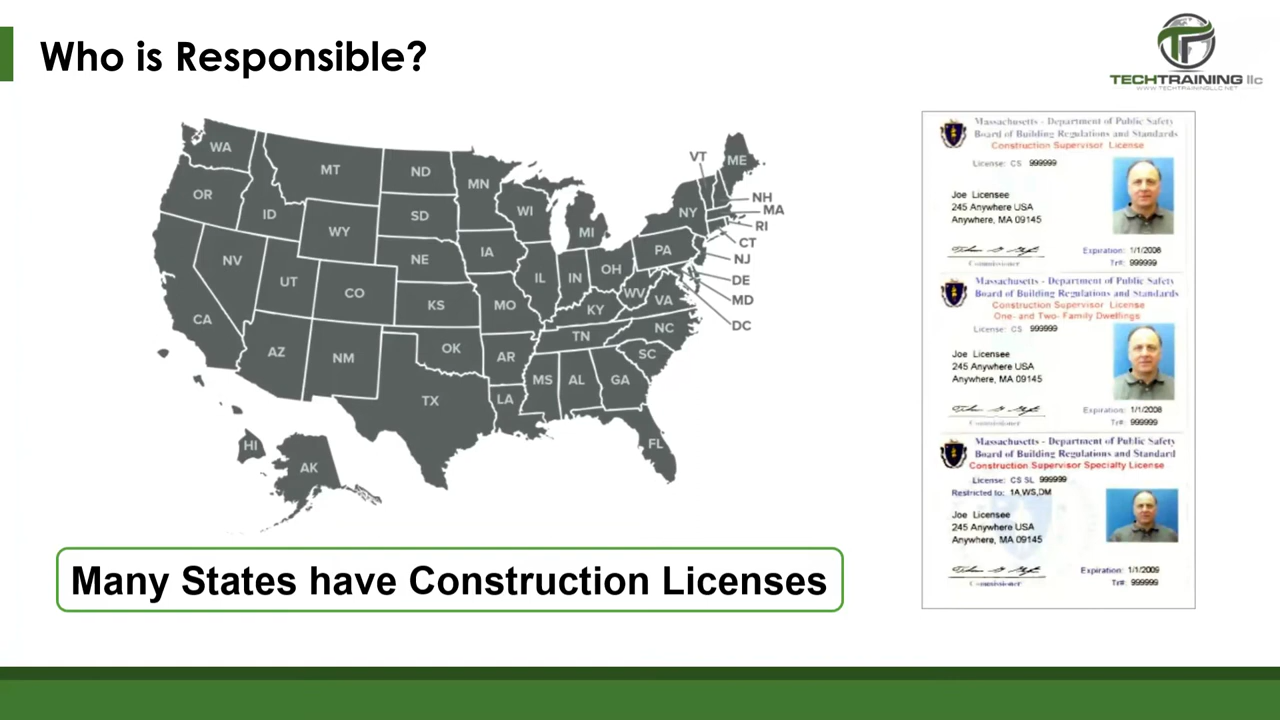 Who is Responsible?
TECHTRAINING llc
WWW.TECHTRAININGLLC.NET
WA
OR
CA
NV
ID
MT
WY
UT
CO
AZ
NM
ND
SD
NE
KS
OK
TX
MN
IA
MO
AR
LA
WI
IL
MI
IN
OH
KY
TN
MS
AL
GA
FL
SC
NC
VA
WV
PA
NY
VT
ME
NH
MA
RI
CT
NJ
DE
MD
DC
HI
AK
Many States have Construction Licenses
Massachusetts - Department of Public Safety
Board of Building Regulations and Standards
Construction Supervisor License
License: CS 999999
Joe Licensee
245 Anywhere USA
Anywhere, MA 09145
Commissioner
Expiration: 1/1/2008
Tr#: 999999
Massachusetts - Department of Public Safety
Board of Building Regulations and Standards
Construction Supervisor License
One- and Two- Family Dwellings
License: CS 999999
Joe Licensee
245 Anywhere USA
Anywhere, MA 09145
Commissioner
Expiration: 1/1/2008
Tr#: 999999
Massachusetts - Department of Public Safety
Board of Building Regulations and Standard
Construction Supervisor Specialty License
License: CS SL 999999
Restricted to: 1A,WS,DM
Joe Licensee
245 Anywhere USA
Anywhere, MA 09145
Commissioner
Expiration: 1/1/2009
Tr#: 999999